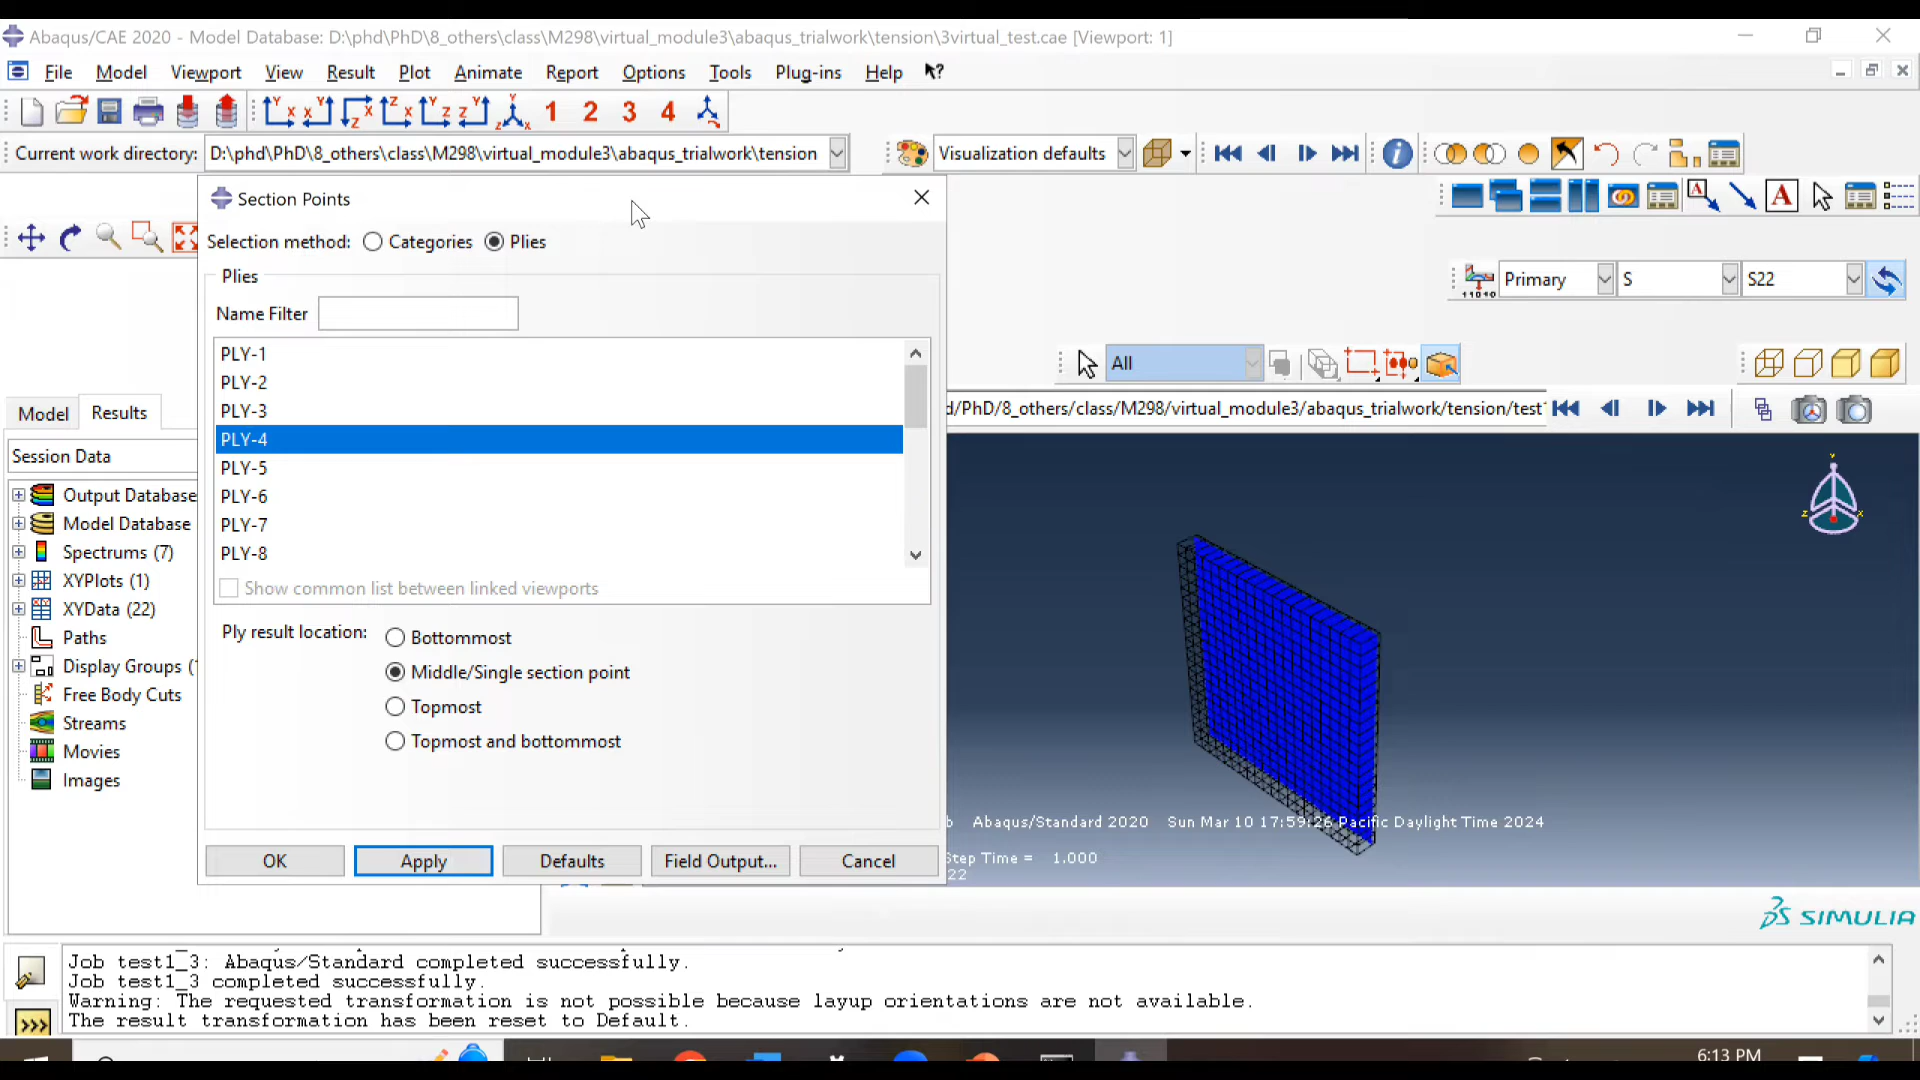 Abaqus/CAE 2020 - Model Database: D:\phd\PhD\8_others\class\M298\virtual_module3\abaqus_trialwork\tension\3virtual_test.cae [Viewport: 1]
File Model Viewport View Result Plot Animate Report Options Tools Plug-ins Help
1 2 3 4
Current work directory: D:\phd\PhD\8_others\class\M298\virtual_module3\abaqus_trialwork\tension
Visualization defaults
Section Points
Selection method: Categories Plies
Plies
Name Filter
PLY-1
PLY-2
PLY-3
PLY-4
PLY-5
PLY-6
PLY-7
PLY-8
Show common list between linked viewports
Ply result location: Bottommost
Middle/Single section point
Topmost
Topmost and bottommost
OK Apply Defaults Field Output... Cancel
Primary S S22
All
Model Results
d/PhD/8_others/class/M298/virtual_module3/abaqus_trialwork/tension/test
Session Data
Output Database
Model Database
Spectrums (7)
XYPlots (1)
XYData (22)
Paths
Display Groups (
Free Body Cuts
Streams
Movies
Images
b Abaqus/Standard 2020 Sun Mar 10 17:59:26 Pacific Daylight Time 2024
Step Time = 1.000
22
SIMULIA
Job test1_3: Abaqus/Standard completed successfully.
Job test1_3 completed successfully.
Warning: The requested transformation is not possible because layup orientations are not available.
The result transformation has been reset to Default.
6:13 PM